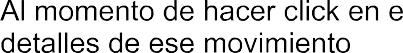 Al momento de hacer click en e
detalles de ese movimiento